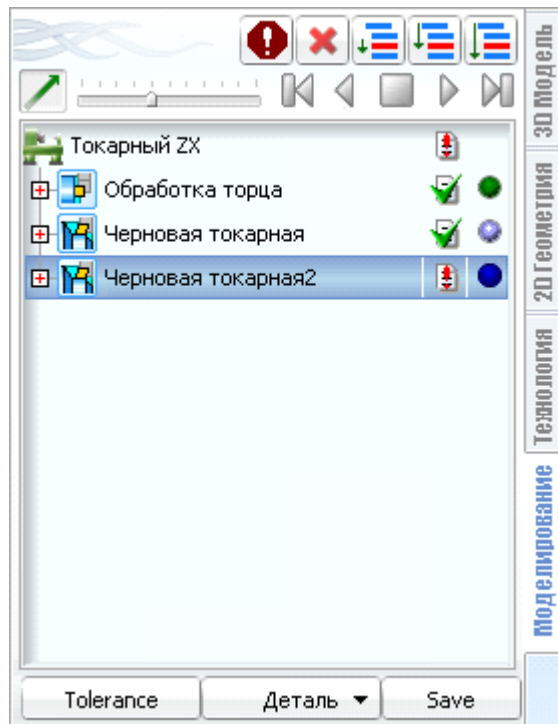 Токарный ZX
Обработка торца
Черновая токарная
Черновая токарная2
Tolerance
Деталь
Save
3D Модель
2D Геометрия
Технология
Моделирование